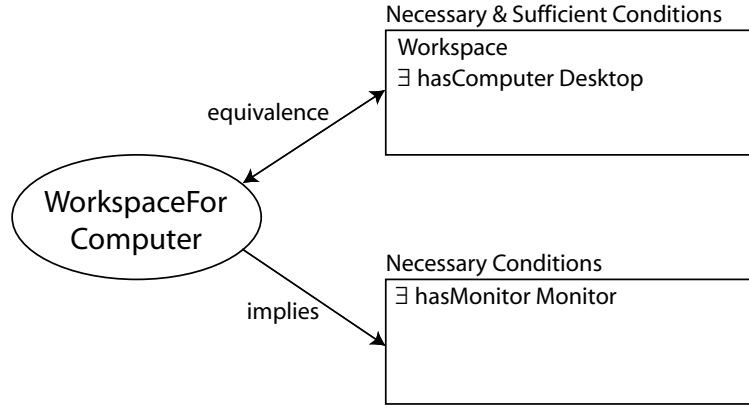 Necessary & Sufficient Conditions
Workspace
∃ hasComputer Desktop
equivalence
WorkspaceFor
Computer
Necessary Conditions
∃ hasMonitor Monitor
implies